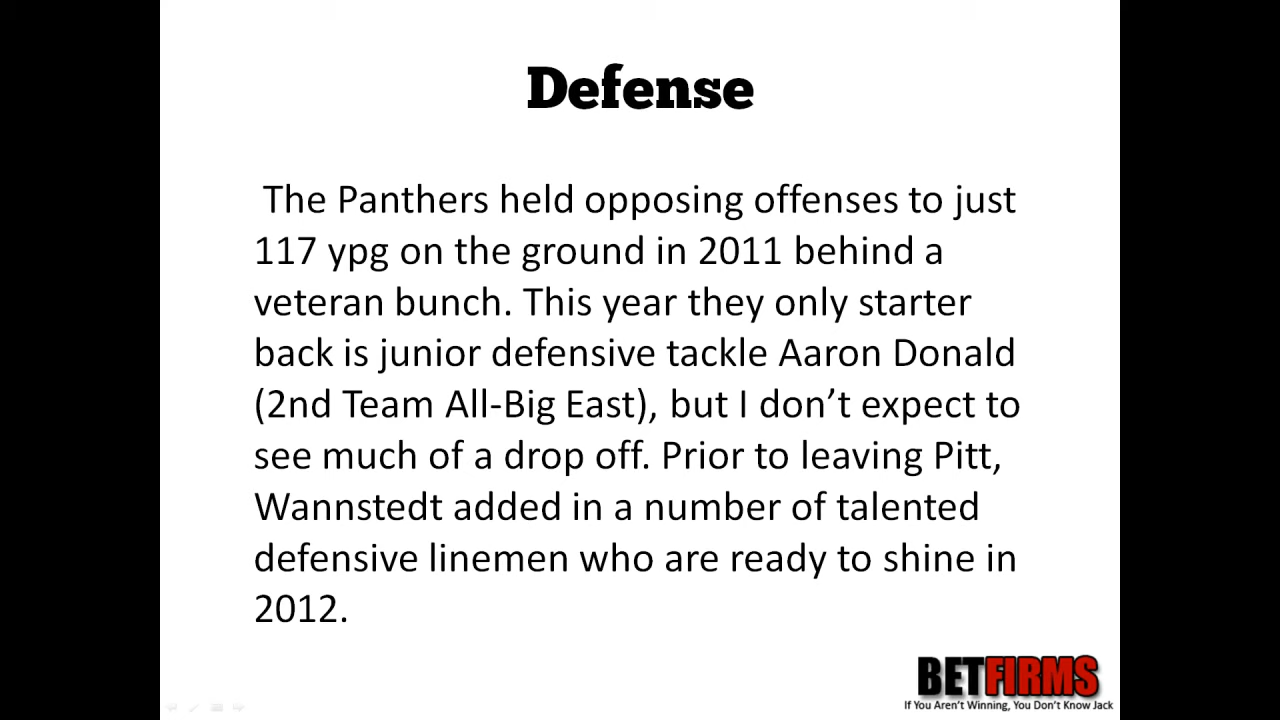 Defense
The Panthers held opposing offenses to just
117 ypg on the ground in 2011 behind a
veteran bunch. This year they only starter
back is junior defensive tackle Aaron Donald
(2nd Team All-Big East), but I don’t expect to
see much of a drop off. Prior to leaving Pitt,
Wannstedt added in a number of talented
defensive linemen who are ready to shine in
2012.
BETFIRMS
If You Aren't Winning, You Don't Know Jack